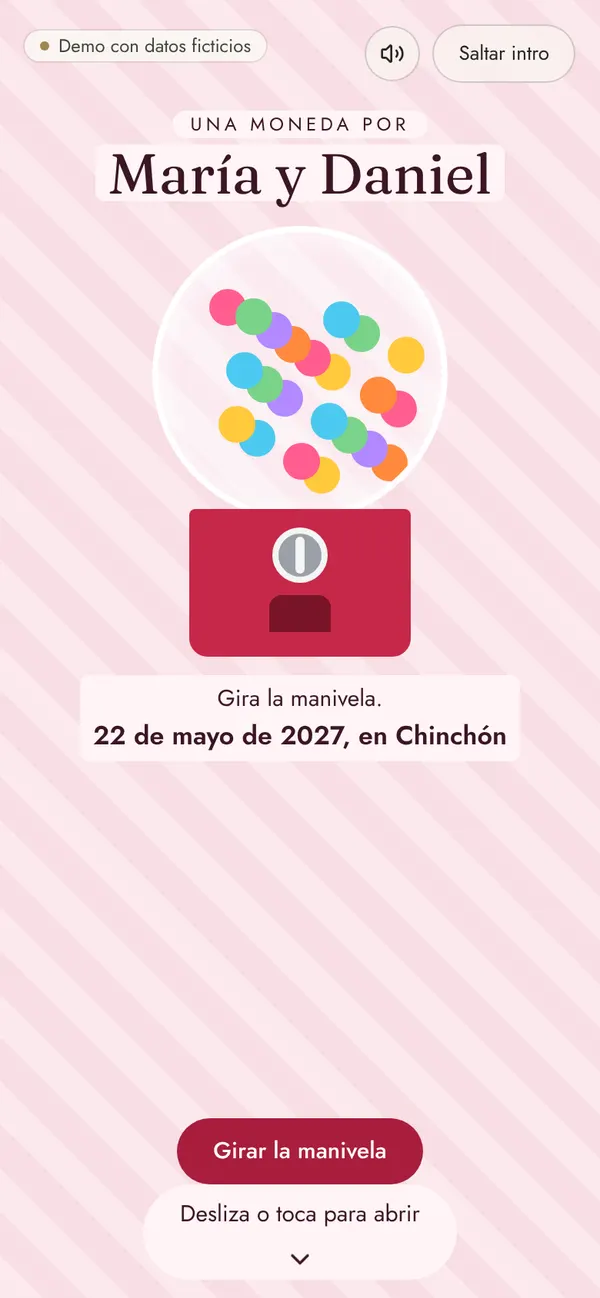 Demo con datos ficticios
Saltar intro
UNA MONEDA POR
María y Daniel
Gira la manivela.
22 de mayo de 2027, en Chinchón
Girar la manivela
Desliza o toca para abrir